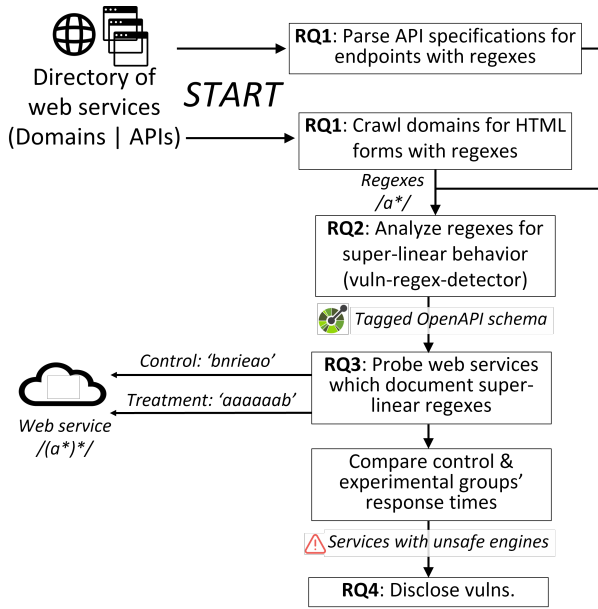 Directory of
web services
(Domains | APIs)
START
RQ1: Parse API specifications for
endpoints with regexes
RQ1: Crawl domains for HTML
forms with regexes
Regexes
/a*/
RQ2: Analyze regexes for
super-linear behavior
(vuln-regex-detector)
Tagged OpenAPI schema
RQ3: Probe web services
which document super-
linear regexes
Control: ‘bnrieao’
Treatment: ‘aaaaaab’
Web service
/(a*)*/
Compare control &
experimental groups’
response times
Services with unsafe engines
RQ4: Disclose vulns.